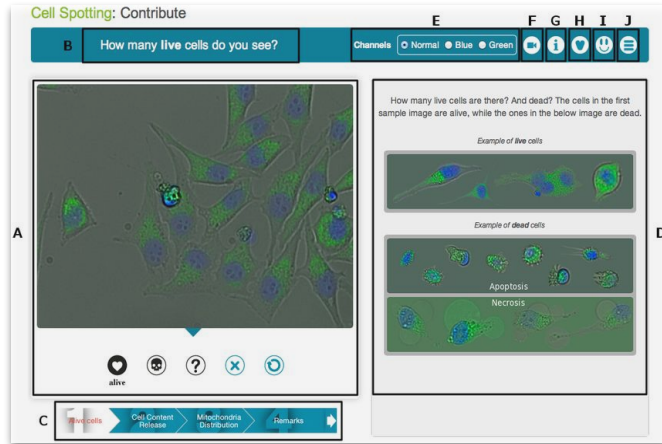 Cell Spotting: Contribute
E F G H I J
B How many live cells do you see? Channels Normal Blue Green
How many live cells are there? And dead? The cells in the first
sample image are alive, while the ones in the below image are dead.
Example of live cells
A
D
Example of dead cells
Apoptosis
Necrosis
?
alive
C
1 live cells
Cell Content
Release
Mitochondria
Distribution
4 Remarks